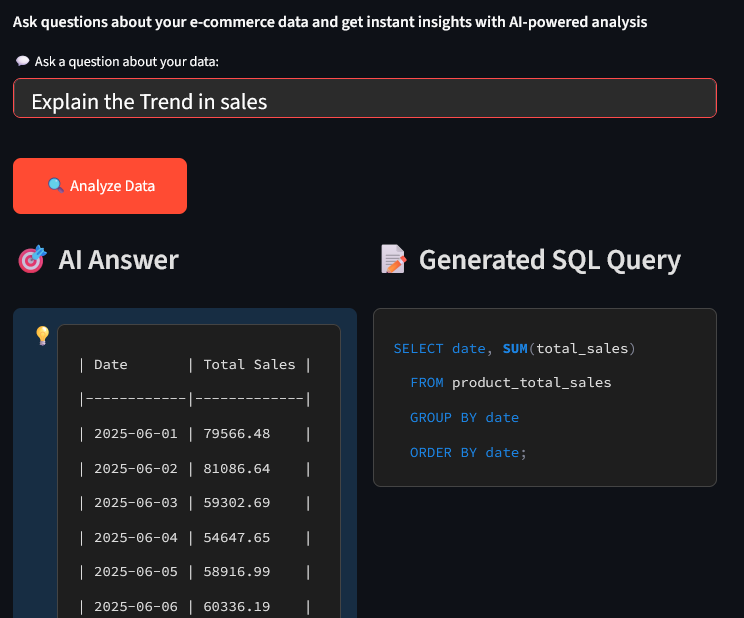 Ask questions about your e-commerce data and get instant insights with AI-powered analysis
Ask a question about your data:
Explain the Trend in sales
Analyze Data
AI Answer
Generated SQL Query
| Date       | Total Sales |
|------------|-------------|
| 2025-06-01 | 79566.48    |
| 2025-06-02 | 81086.64    |
| 2025-06-03 | 59302.69    |
| 2025-06-04 | 54647.65    |
| 2025-06-05 | 58916.99    |
| 2025-06-06 | 60336.19    |
SELECT date, SUM(total_sales)
FROM product_total_sales
GROUP BY date
ORDER BY date;